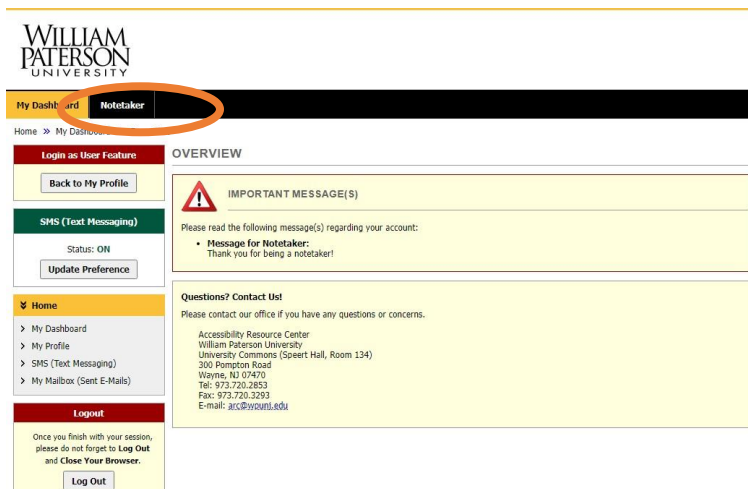 WILLIAM
PATERSON
UNIVERSITY
My Dashboard Notetaker
Home » My
Login as User Feature
Back to My Profile
SMS (Text Messaging)
Status: ON
Update Preference
Home
My Dashboard
My Profile
SMS (Text Messaging)
My Mailbox (Sent E-Mails)
Logout
Once you finish with your session,
please do not forget to Log Out
and Close Your Browser.
Log Out
OVERVIEW
IMPORTANT MESSAGE(S)
Please read the following message(s) regarding your account:
• Message for Notetaker:
Thank you for being a notetaker!
Questions? Contact Us!
Please contact our office if you have any questions or concerns.
Accessibility Resource Center
William Paterson University
University Commons (Speert Hall, Room 134)
300 Pompton Road
Wayne, NJ 07470
Tel: 973.720.2853
Fax: 973.720.3293
E-mail: arc@wpunj.edu